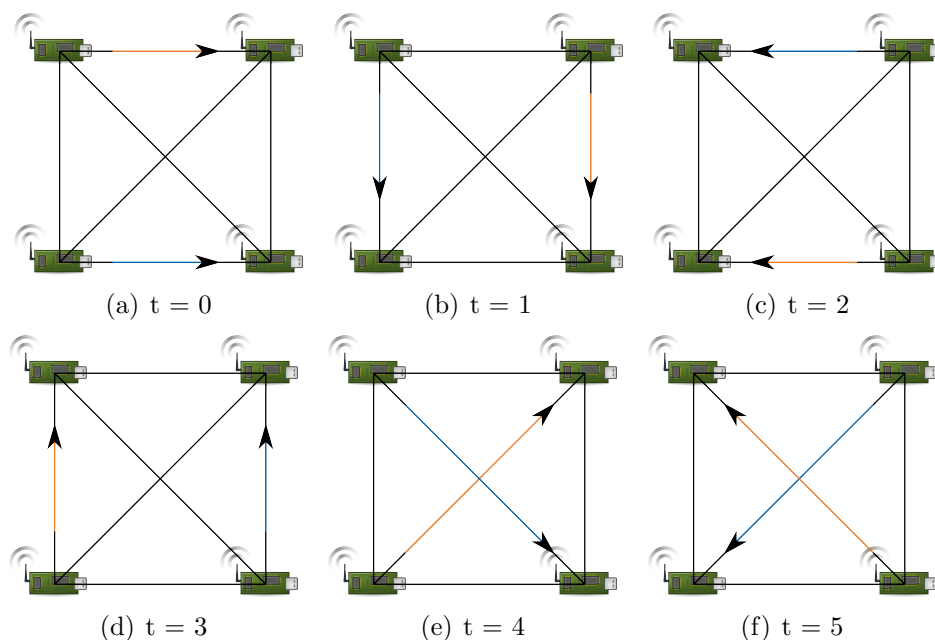 (a) t = 0
(b) t = 1
(c) t = 2
(d) t = 3
(e) t = 4
(f) t = 5